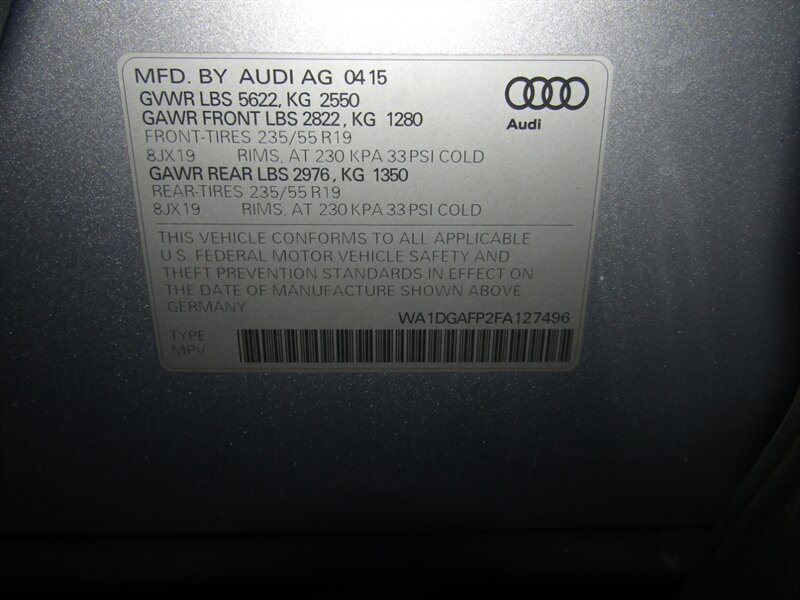 MFD. BY AUDI AG 0415
GVWR LBS 5622, KG 2550
GAWR FRONT LBS 2822, KG 1280
FRONT-TIRES 235/55 R19
8JX19 RIMS, AT 230 KPA 33 PSI COLD
GAWR REAR LBS 2976, KG 1350
REAR-TIRES 235/55 R19
8JX19 RIMS, AT 230 KPA 33 PSI COLD
Audi
THIS VEHICLE CONFORMS TO ALL APPLICABLE
U.S. FEDERAL MOTOR VEHICLE SAFETY AND
THEFT PREVENTION STANDARDS IN EFFECT ON
THE DATE OF MANUFACTURE SHOWN ABOVE
GERMANY
WA1DGAFP2FA127496
TYPE
MPV